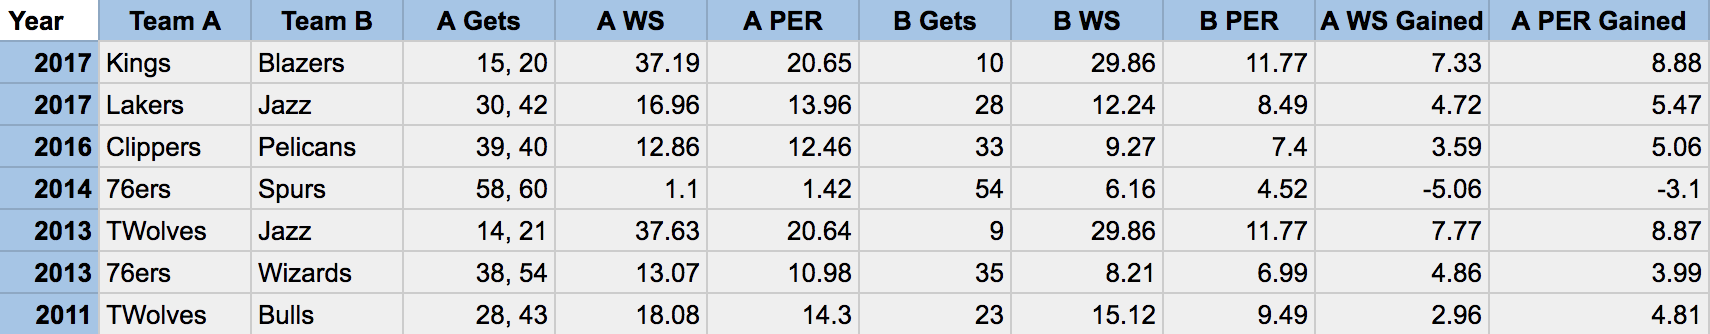 Year Team A Team B A Gets A WS A PER B Gets B WS B PER A WS Gained A PER Gained
2017 Kings Blazers 15, 20 37.19 20.65 10 29.86 11.77 7.33 8.88
2017 Lakers Jazz 30, 42 16.96 13.96 28 12.24 8.49 4.72 5.47
2016 Clippers Pelicans 39, 40 12.86 12.46 33 9.27 7.4 3.59 5.06
2014 76ers Spurs 58, 60 1.1 1.42 54 6.16 4.52 -5.06 -3.1
2013 TWolves Jazz 14, 21 37.63 20.64 9 29.86 11.77 7.77 8.87
2013 76ers Wizards 38, 54 13.07 10.98 35 8.21 6.99 4.86 3.99
2011 TWolves Bulls 28, 43 18.08 14.3 23 15.12 9.49 2.96 4.81